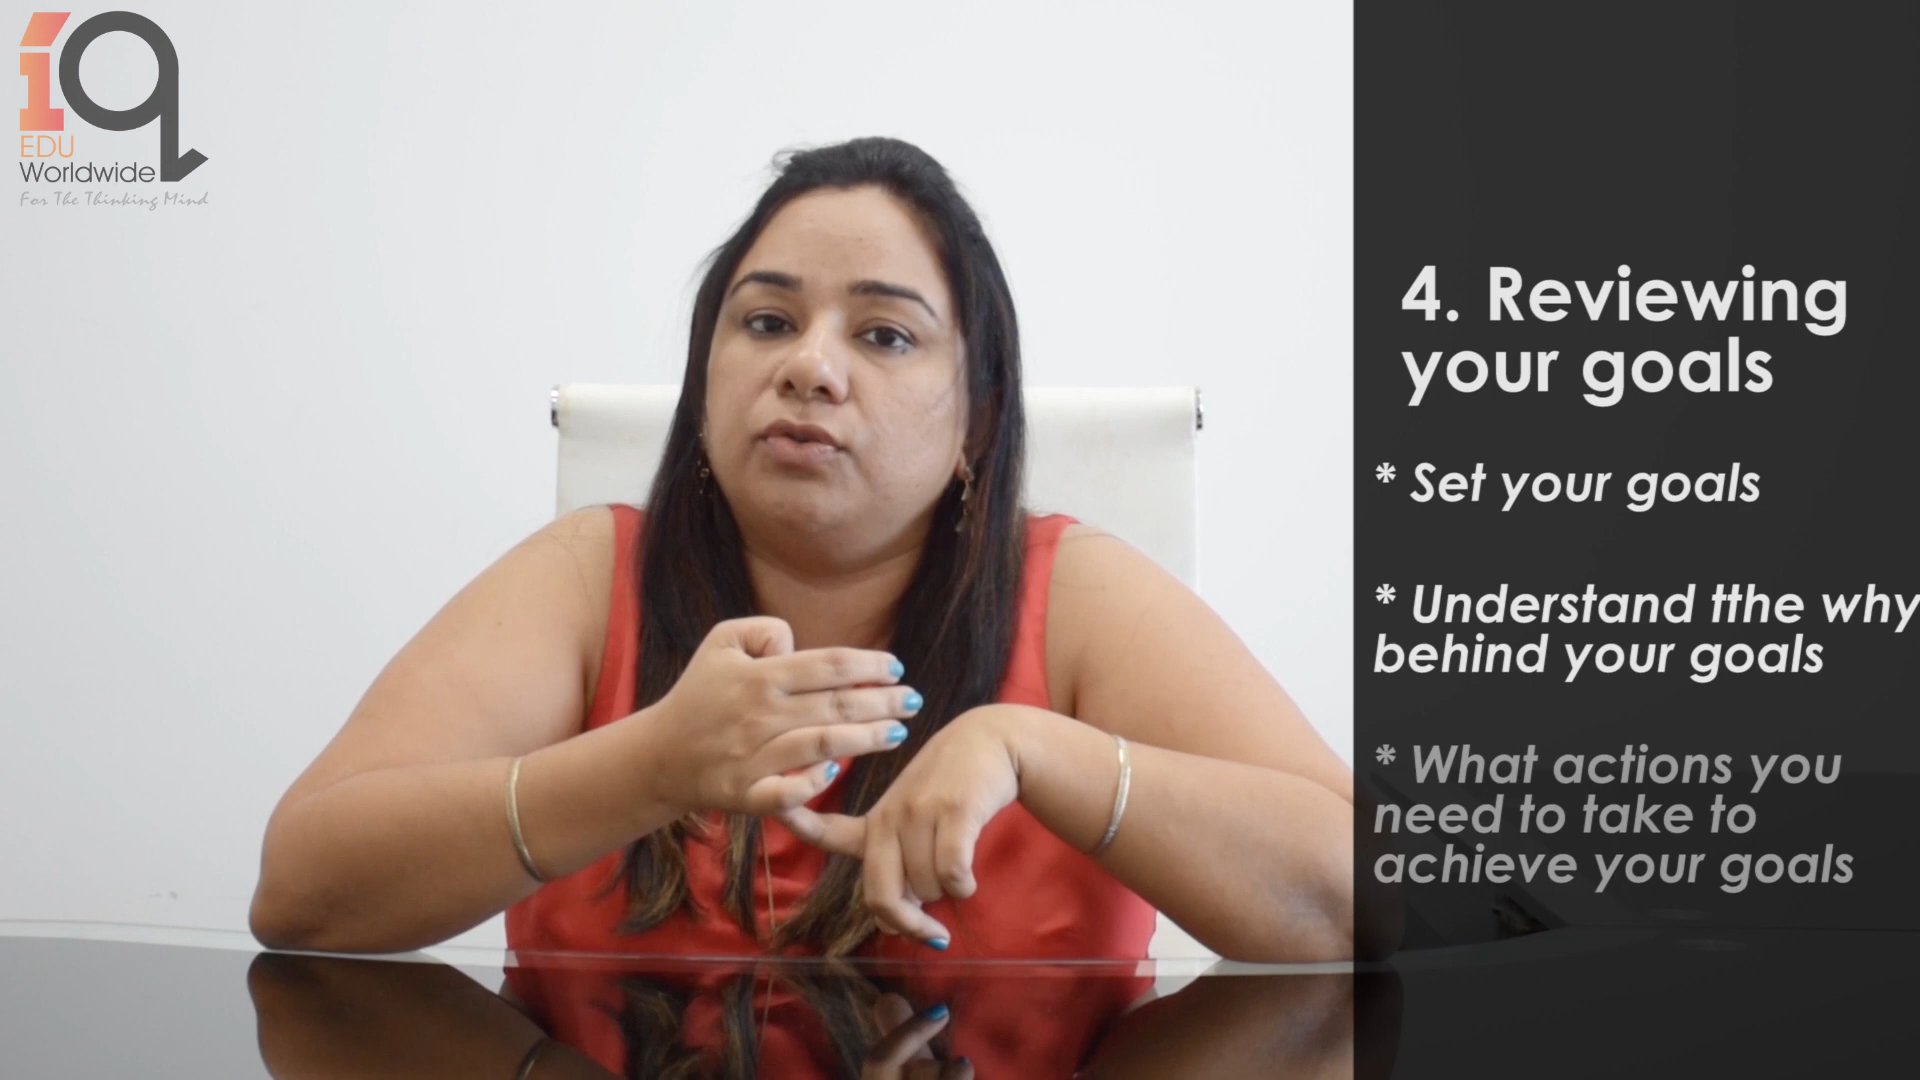 iq
EDU
Worldwide
For The Thinking Mind
4. Reviewing
your goals
* Set your goals
* Understand tthe why
behind your goals
* What actions you
need to take to
achieve your goals